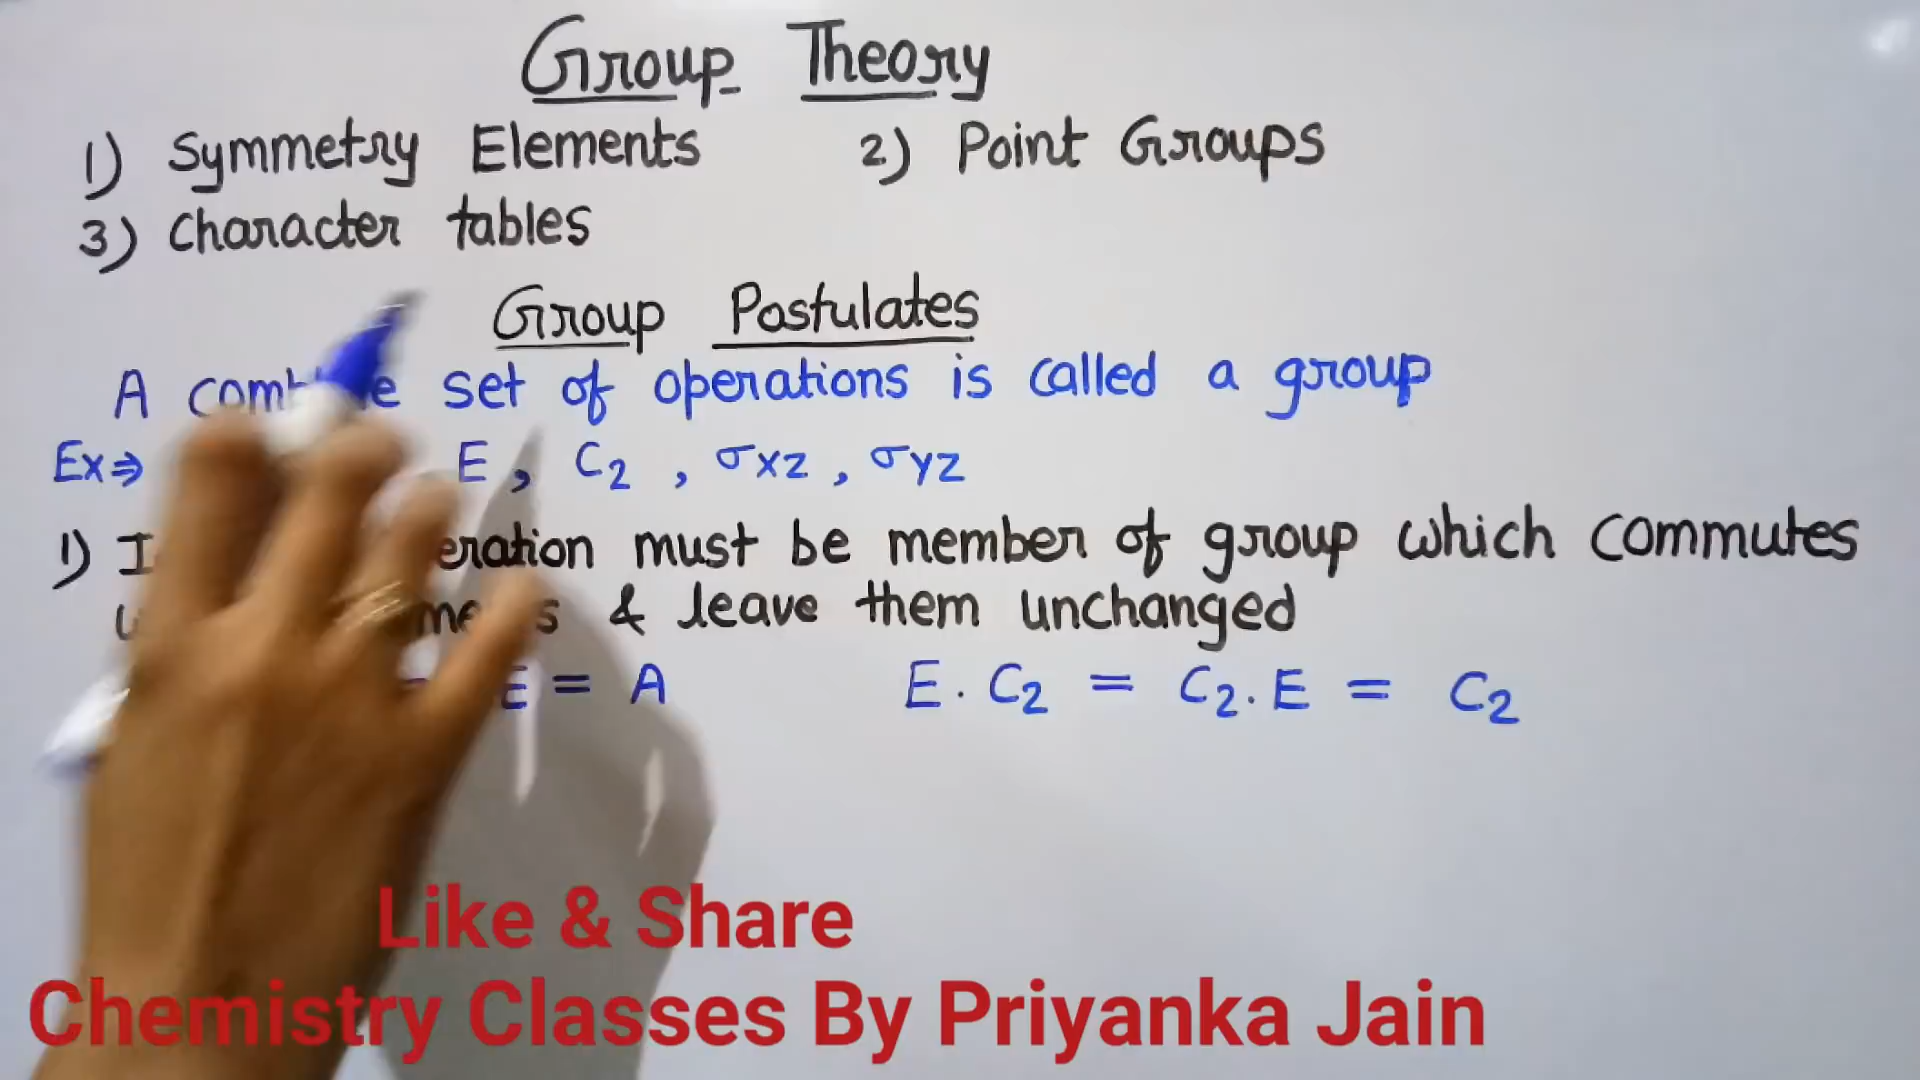 Group Theory
1) Symmetry Elements 2) Point Groups
3) Character tables
Group Postulates
A set of operations is called a group
Ex⇒ E, C₂, σxz, σyz
1) must be member of group which commutes
& leave them unchanged
E = A E . C₂ = C₂ . E = C₂
Like & Share
Chemistry Classes By Priyanka Jain